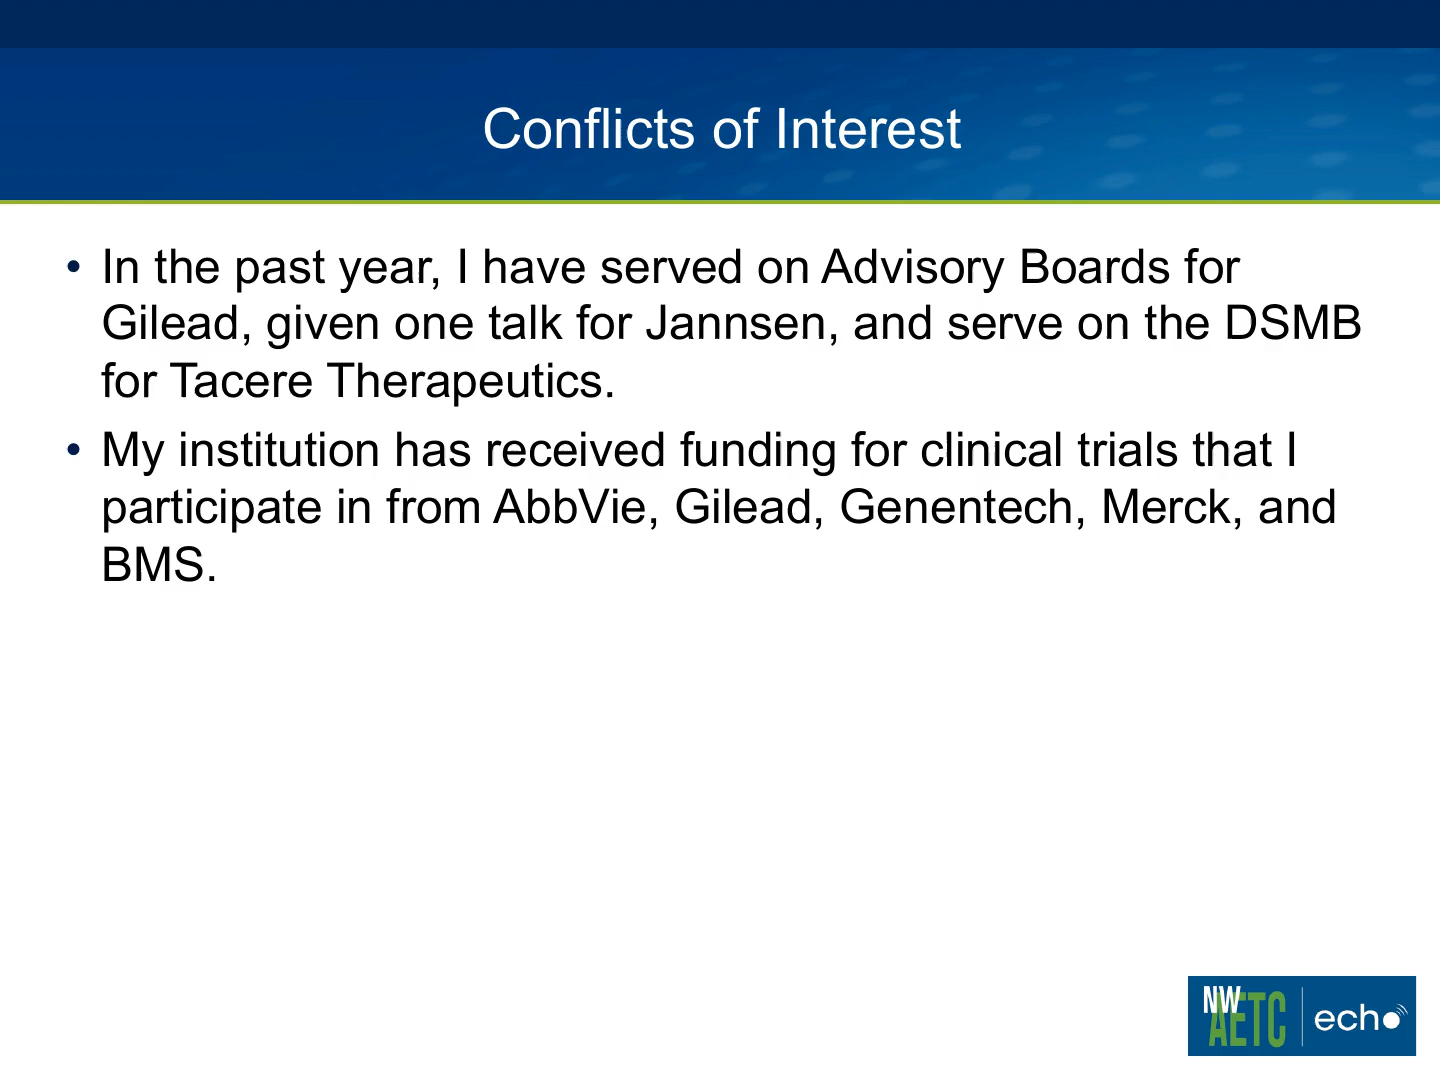 Conflicts of Interest
• In the past year, I have served on Advisory Boards for
Gilead, given one talk for Jannsen, and serve on the DSMB
for Tacere Therapeutics.
• My institution has received funding for clinical trials that I
participate in from AbbVie, Gilead, Genentech, Merck, and
BMS.
NW
AETC
echo